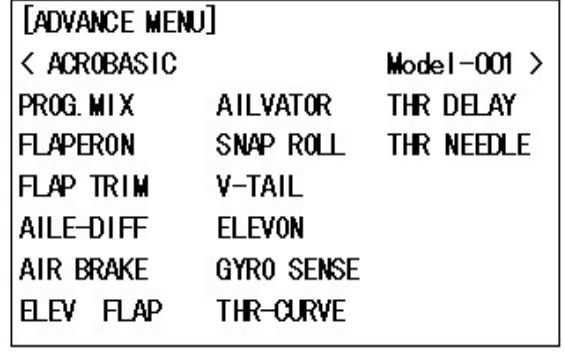 [ADVANCE MENU]
< ACROBASIC Model-001 >
PROG.MIX AILVATOR THR DELAY
FLAPERON SNAP ROLL THR NEEDLE
FLAP TRIM V-TAIL
AILE-DIFF ELEVON
AIR BRAKE GYRO SENSE
ELEV FLAP THR-CURVE